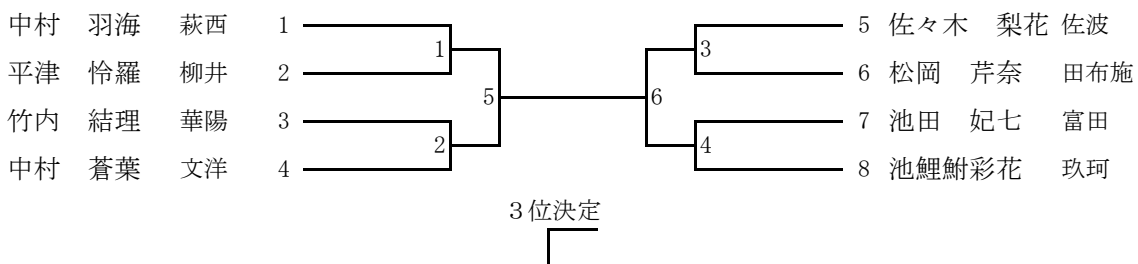 中村 羽海 萩西 1
平津 怜羅 柳井 2
竹内 結理 華陽 3
中村 蒼葉 文洋 4
1
2
5
6
3
4
5 佐々木 梨花 佐波
6 松岡 芹奈 田布施
7 池田 妃七 富田
8 池鯉鮒彩花 玖珂
3位決定